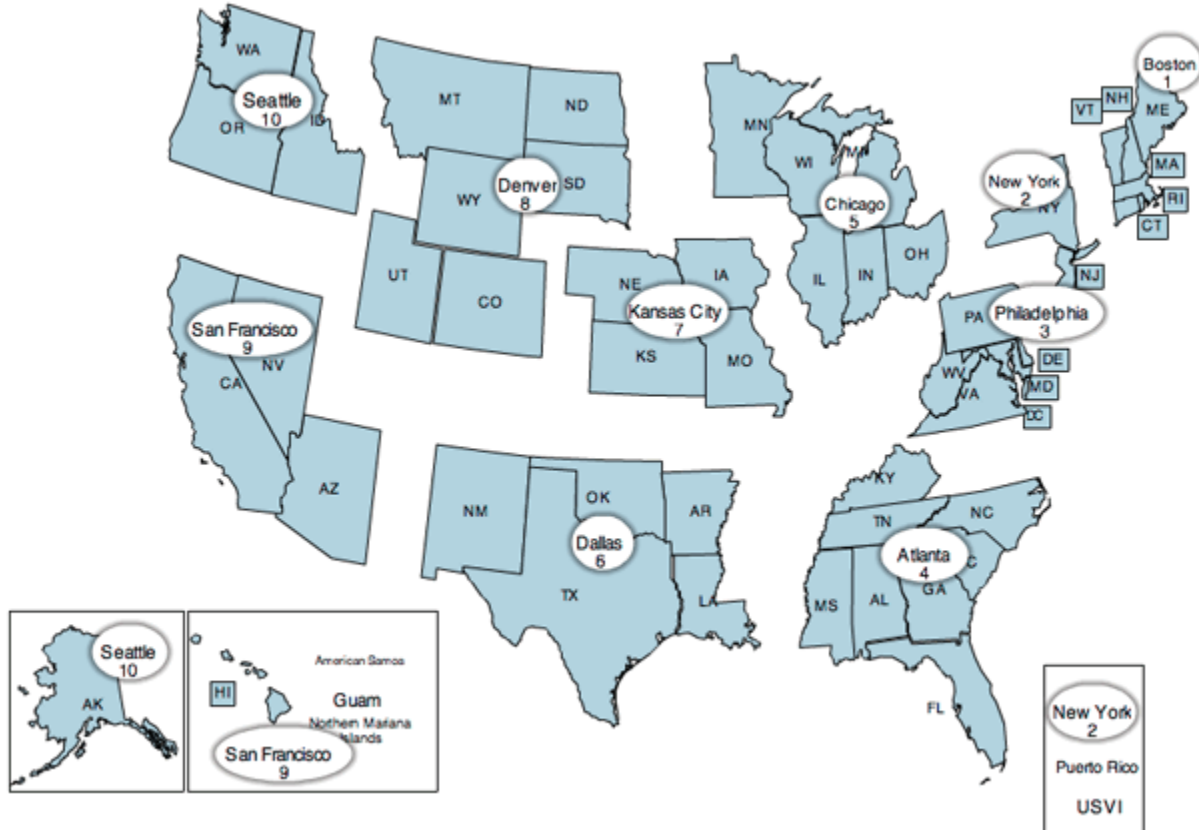 WA
Seattle
10
OR
ID
MT
ND
Denver
8
SD
WY
UT
CO
San Francisco
9
NV
CA
AZ
NE
IA
Kansas City
7
KS
MO
MN
WI
MI
Chicago
5
IL
IN
OH
Boston
1
ME
NH
VT
MA
RI
CT
New York
2
NY
NJ
PA
Philadelphia
3
DE
WV
MD
VA
DC
NM
OK
AR
Dallas
6
TX
LA
KY
TN
NC
Atlanta
4
C
MS
AL
GA
FL
Seattle
10
AK
American Samoa
HI
Guam
Northern Mariana
Islands
San Francisco
9
New York
2
Puerto Rico
USVI